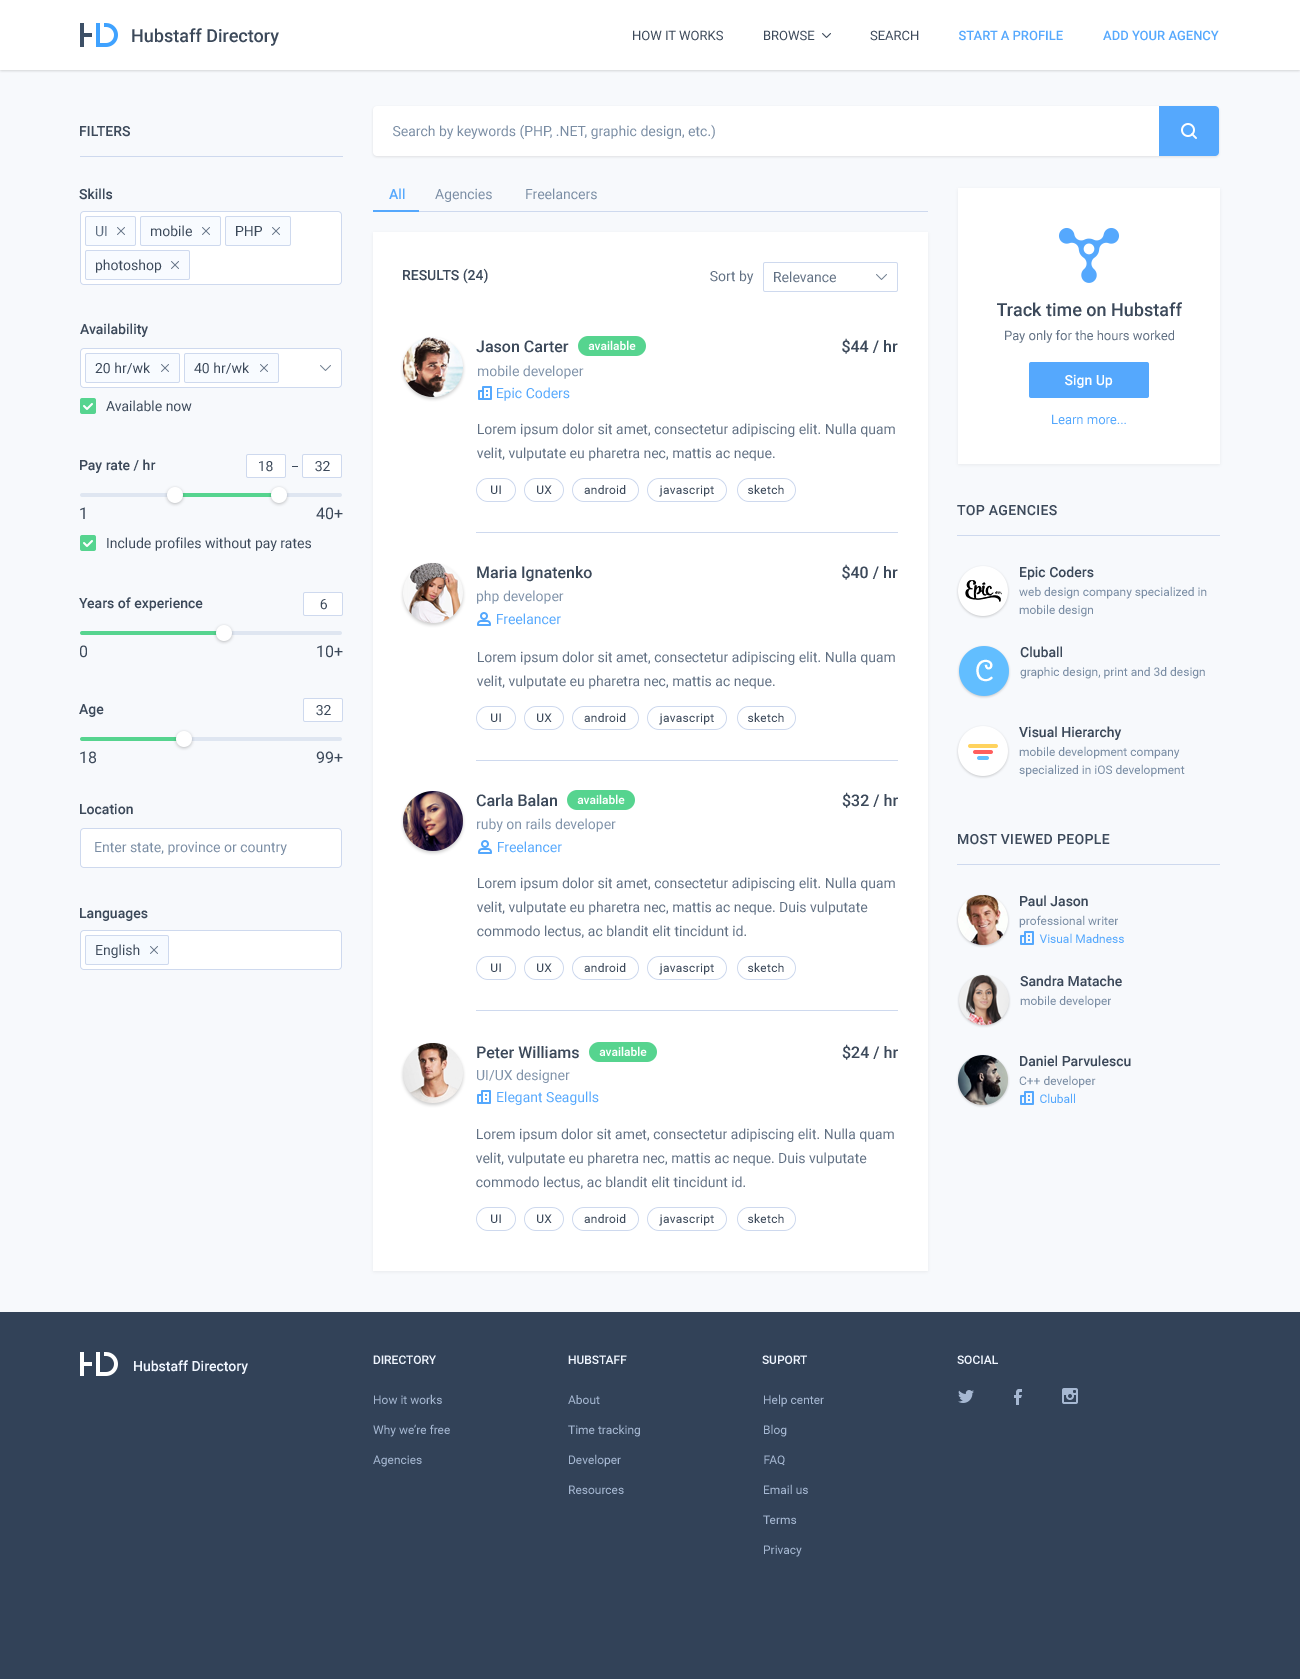 Hubstaff Directory
HOW IT WORKS
BROWSE
SEARCH
START A PROFILE
ADD YOUR AGENCY
FILTERS
Skills
UI
mobile
PHP
photoshop
Availability
20 hr/wk
40 hr/wk
Available now
Pay rate / hr
18 – 32
1
40+
Include profiles without pay rates
Years of experience
6
0
10+
Age
32
18
99+
Location
Enter state, province or country
Languages
English
Search by keywords (PHP, .NET, graphic design, etc.)
All
Agencies
Freelancers
RESULTS (24)
Sort by
Relevance
Jason Carter
available
$44 / hr
mobile developer
Epic Coders
Lorem ipsum dolor sit amet, consectetur adipiscing elit. Nulla quam
velit, vulputate eu pharetra nec, mattis ac neque.
UI
UX
android
javascript
sketch
Maria Ignatenko
$40 / hr
php developer
Freelancer
Lorem ipsum dolor sit amet, consectetur adipiscing elit. Nulla quam
velit, vulputate eu pharetra nec, mattis ac neque.
UI
UX
android
javascript
sketch
Carla Balan
available
$32 / hr
ruby on rails developer
Freelancer
Lorem ipsum dolor sit amet, consectetur adipiscing elit. Nulla quam
velit, vulputate eu pharetra nec, mattis ac neque. Duis vulputate
commodo lectus, ac blandit elit tincidunt id.
UI
UX
android
javascript
sketch
Peter Williams
available
$24 / hr
UI/UX designer
Elegant Seagulls
Lorem ipsum dolor sit amet, consectetur adipiscing elit. Nulla quam
velit, vulputate eu pharetra nec, mattis ac neque. Duis vulputate
commodo lectus, ac blandit elit tincidunt id.
UI
UX
android
javascript
sketch
Track time on Hubstaff
Pay only for the hours worked
Sign Up
Learn more...
TOP AGENCIES
Epic
Epic Coders
web design company specialized in
mobile design
C
Cluball
graphic design, print and 3d design
Visual Hierarchy
mobile development company
specialized in iOS development
MOST VIEWED PEOPLE
Paul Jason
professional writer
Visual Madness
Sandra Matache
mobile developer
Daniel Parvulescu
C++ developer
Cluball
Hubstaff Directory
DIRECTORY
How it works
Why we're free
Agencies
HUBSTAFF
About
Time tracking
Developer
Resources
SUPORT
Help center
Blog
FAQ
Email us
Terms
Privacy
SOCIAL